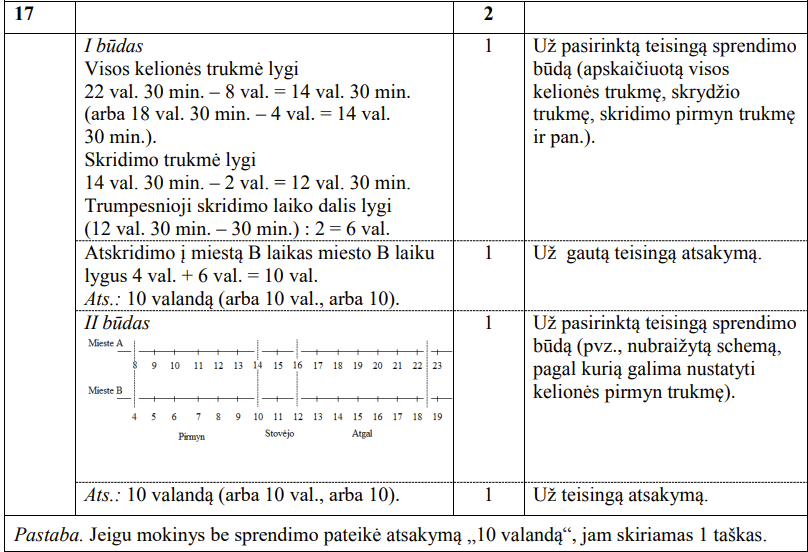 17 2
I būdas
Visos kelionės trukmė lygi
22 val. 30 min. – 8 val. = 14 val. 30 min.
(arba 18 val. 30 min. – 4 val. = 14 val.
30 min.).
Skridimo trukmė lygi
14 val. 30 min. – 2 val. = 12 val. 30 min.
Trumpesnioji skridimo laiko dalis lygi
(12 val. 30 min. – 30 min.) : 2 = 6 val.
1
Už pasirinktą teisingą sprendimo
būdą (apskaičiuotą visos
kelionės trukmę, skrydžio
trukmę, skridimo pirmyn trukmę
ir pan.).
Atskridimo į miestą B laikas miesto B laiku
lygus 4 val. + 6 val. = 10 val.
Ats.: 10 valandą (arba 10 val., arba 10).
1
Už gautą teisingą atsakymą.
II būdas
Mieste A
8 9 10 11 12 13 14 15 16 17 18 19 20 21 22 23
Mieste B
4 5 6 7 8 9 10 11 12 13 14 15 16 17 18 19
Pirmyn Stovėjo Atgal
1
Už pasirinktą teisingą sprendimo
būdą (pvz., nubraižytą schemą,
pagal kurią galima nustatyti
kelionės pirmyn trukmę).
Ats.: 10 valandą (arba 10 val., arba 10).
1
Už teisingą atsakymą.
Pastaba. Jeigu mokinys be sprendimo pateikė atsakymą „10 valandą“, jam skiriamas 1 taškas.